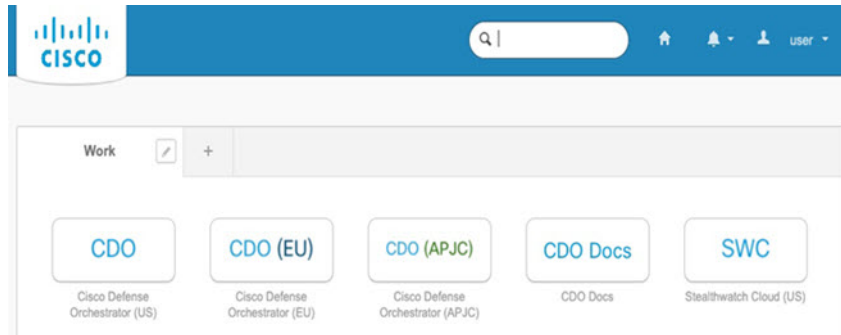 CISCO
user
Work
+
CDO
CDO (EU)
CDO (APJC)
CDO Docs
SWC
Cisco Defense
Orchestrator (US)
Cisco Defense
Orchestrator (EU)
Cisco Defense
Orchestrator (APJC)
CDO Docs
Stealthwatch Cloud (US)